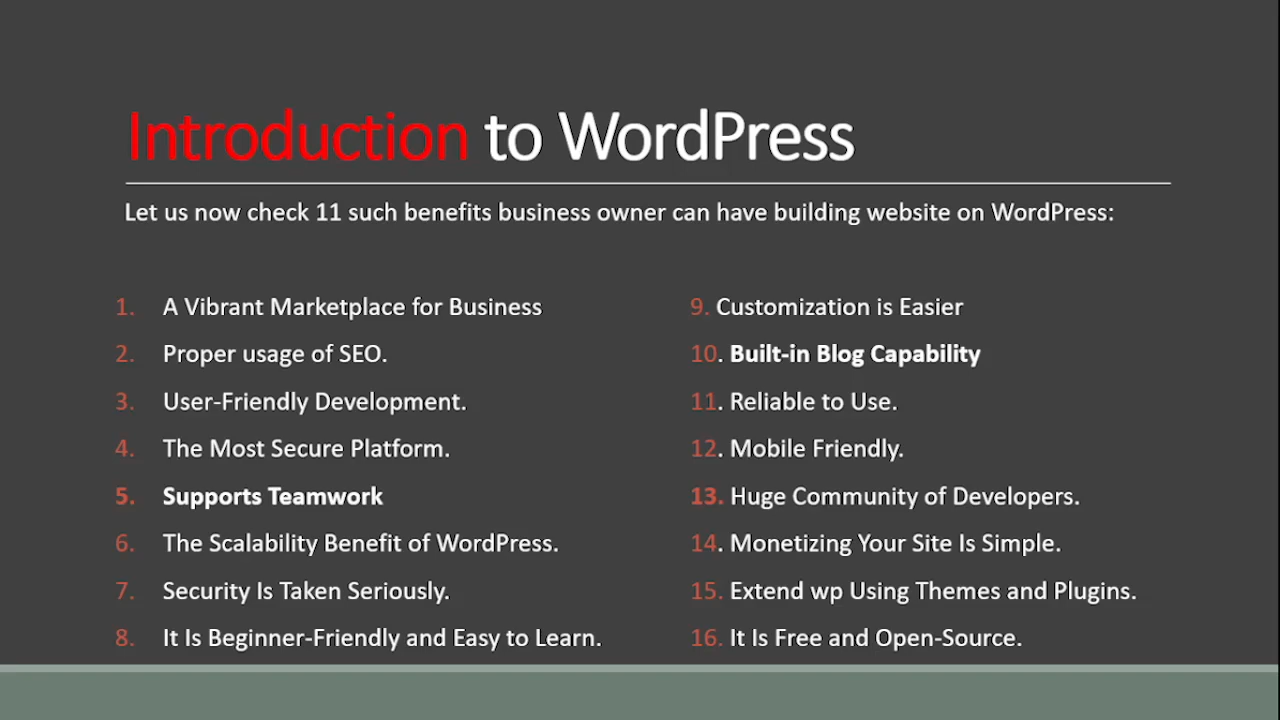 Introduction to WordPress
Let us now check 11 such benefits business owner can have building website on WordPress:
1. A Vibrant Marketplace for Business
2. Proper usage of SEO.
3. User-Friendly Development.
4. The Most Secure Platform.
5. Supports Teamwork
6. The Scalability Benefit of WordPress.
7. Security Is Taken Seriously.
8. It Is Beginner-Friendly and Easy to Learn.
9. Customization is Easier
10. Built-in Blog Capability
11. Reliable to Use.
12. Mobile Friendly.
13. Huge Community of Developers.
14. Monetizing Your Site Is Simple.
15. Extend wp Using Themes and Plugins.
16. It Is Free and Open-Source.